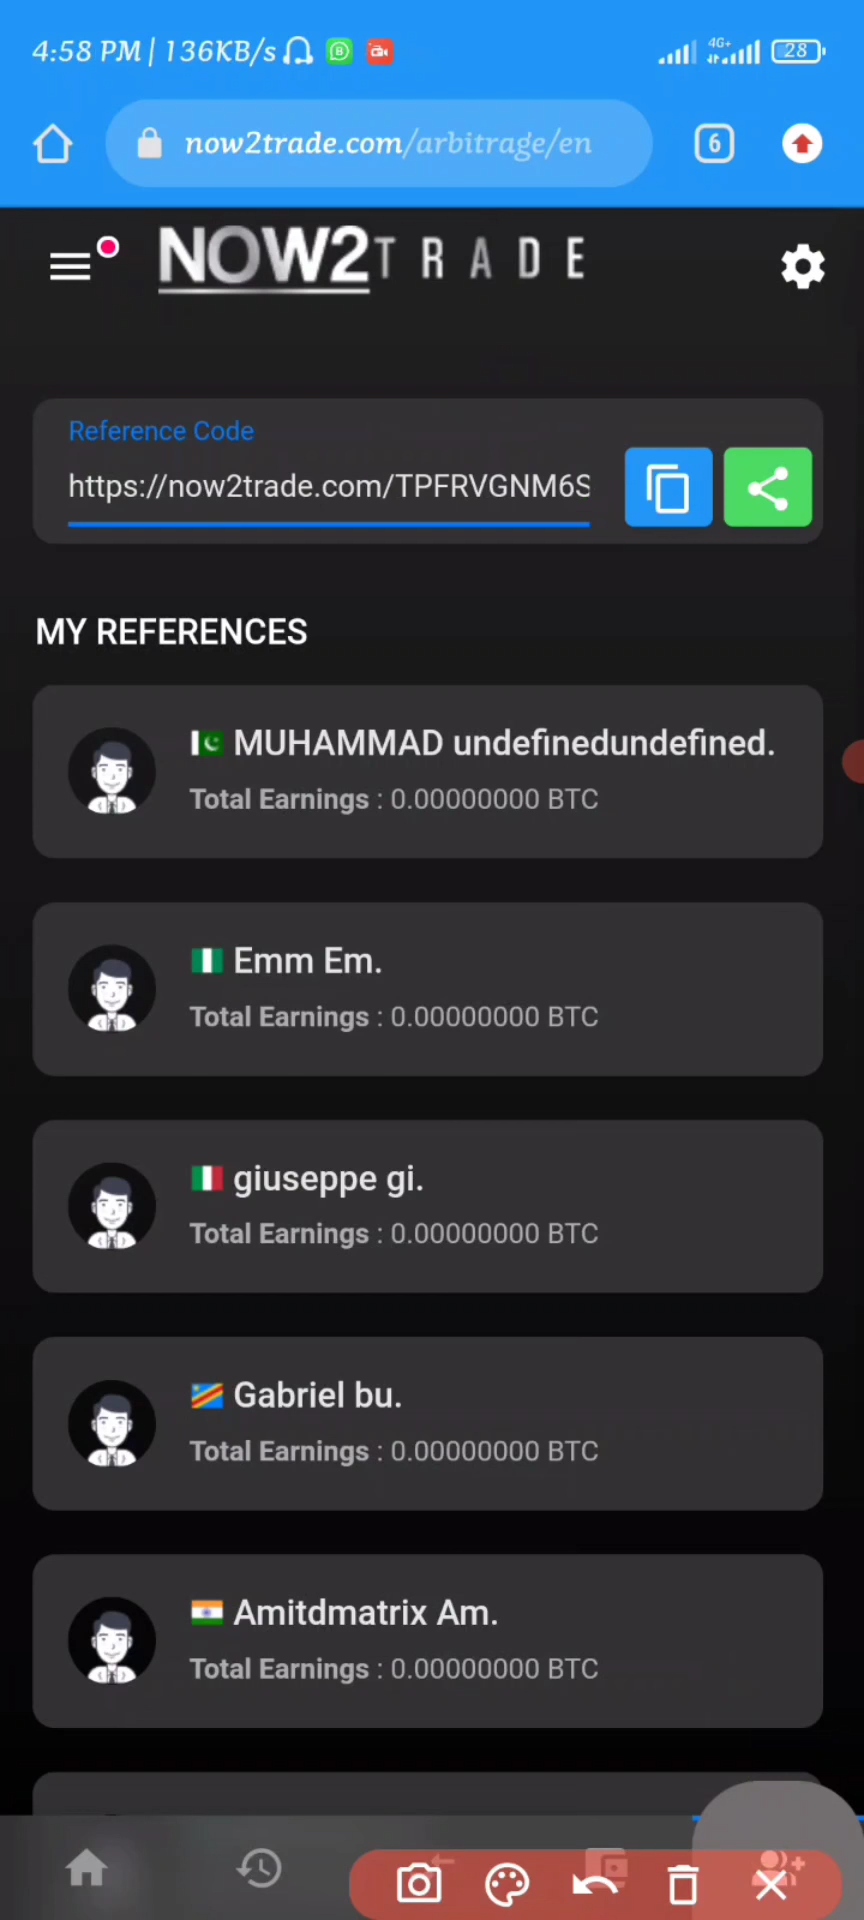 4:58 PM | 136KB/s 4G+ 28
now2trade.com/arbitrage/en 6
NOW2TRADE
Reference Code
https://now2trade.com/TPFRVGNM6S
MY REFERENCES
MUHAMMAD undefinedundefined.
Total Earnings : 0.00000000 BTC
Emm Em.
Total Earnings : 0.00000000 BTC
giuseppe gi.
Total Earnings : 0.00000000 BTC
Gabriel bu.
Total Earnings : 0.00000000 BTC
Amitdmatrix Am.
Total Earnings : 0.00000000 BTC